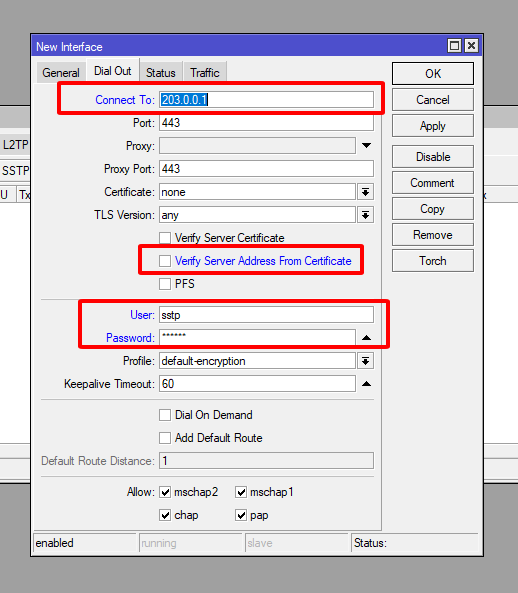 New Interface
General Dial Out Status Traffic
OK
Connect To: 203.0.0.1
Cancel
Port: 443
Apply
Proxy:
L2TP
Disable
Proxy Port: 443
SSTP
Comment
Certificate: none
U Tx x
Copy
TLS Version: any
Remove
Verify Server Certificate
Torch
Verify Server Address From Certificate
PFS
User: sstp
Password: ******
Profile: default-encryption
Keepalive Timeout: 60
Dial On Demand
Add Default Route
Default Route Distance: 1
Allow: mschap2 mschap1
chap pap
enabled running slave Status: